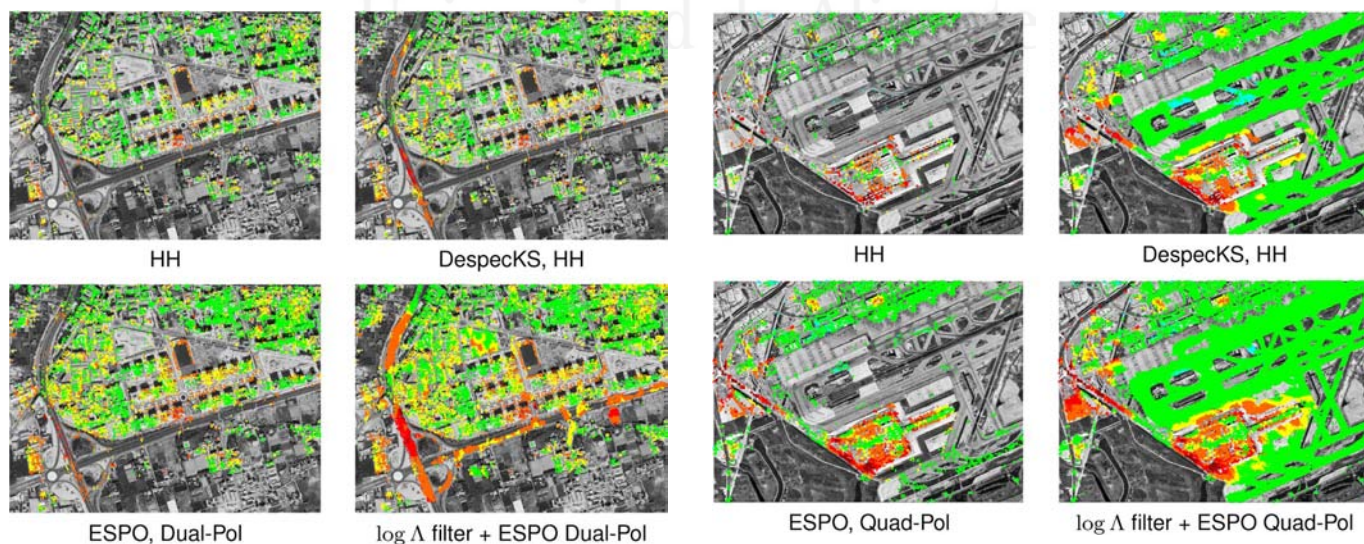 HH DespecKS, HH HH DespecKS, HH
ESPO, Dual-Pol log Λ filter + ESPO Dual-Pol ESPO, Quad-Pol log Λ filter + ESPO Quad-Pol